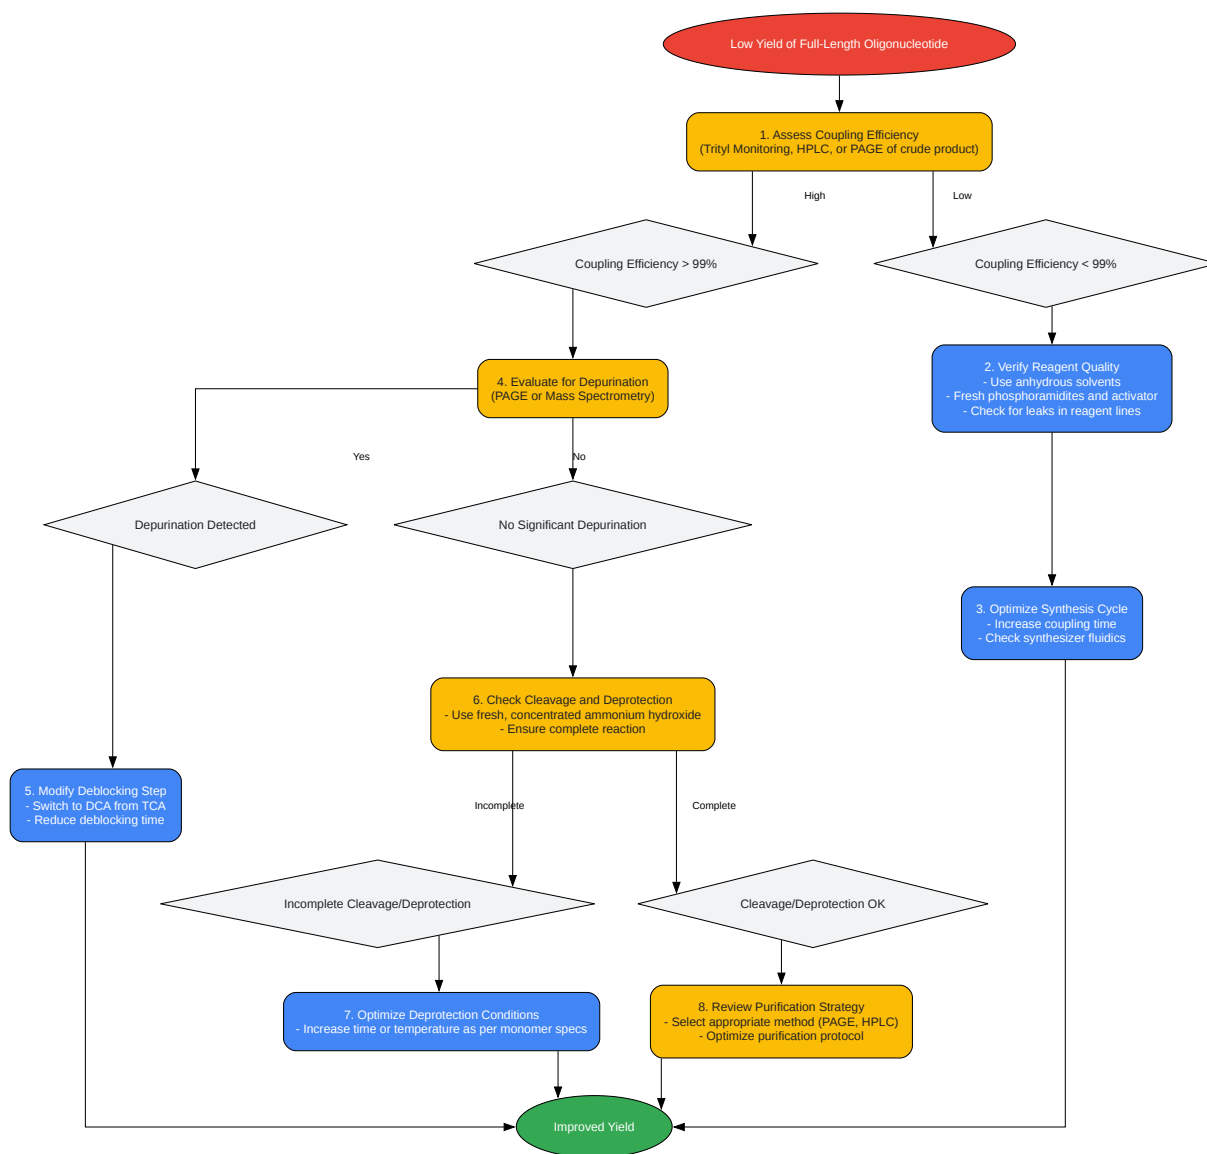 Low Yield of Full-Length Oligonucleotide
1. Assess Coupling Efficiency
(Trityl Monitoring, HPLC, or PAGE of crude product)
High
Low
Coupling Efficiency > 99%
Coupling Efficiency < 99%
2. Verify Reagent Quality
- Use anhydrous solvents
- Fresh phosphoramidites and activator
- Check for leaks in reagent lines
4. Evaluate for Depurination
(PAGE or Mass Spectrometry)
Yes
No
Depurination Detected
No Significant Depurination
3. Optimize Synthesis Cycle
- Increase coupling time
- Check synthesizer fluidics
6. Check Cleavage and Deprotection
- Use fresh, concentrated ammonium hydroxide
- Ensure complete reaction
5. Modify Deblocking Step
- Switch to DCA from TCA
- Reduce deblocking time
Incomplete
Complete
Incomplete Cleavage/Deprotection
Cleavage/Deprotection OK
7. Optimize Deprotection Conditions
- Increase time or temperature as per monomer specs
8. Review Purification Strategy
- Select appropriate method (PAGE, HPLC)
- Optimize purification protocol
Improved Yield